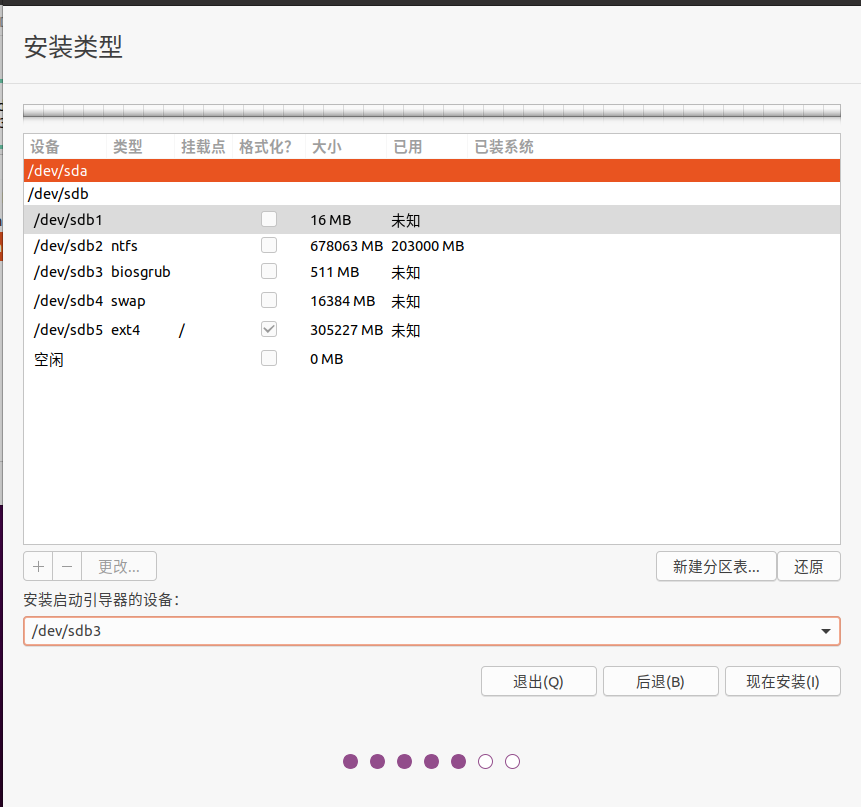 安装类型
设备 类型 挂载点 格式化? 大小 已用 已装系统
/dev/sda
/dev/sdb
/dev/sdb1 16 MB 未知
/dev/sdb2 ntfs 678063 MB 203000 MB
/dev/sdb3 biosgrub 511 MB 未知
/dev/sdb4 swap 16384 MB 未知
/dev/sdb5 ext4 / 305227 MB 未知
空闲 0 MB
+ − 更改... 新建分区表... 还原
安装启动引导器的设备:
/dev/sdb3
退出(Q) 后退(B) 现在安装(I)